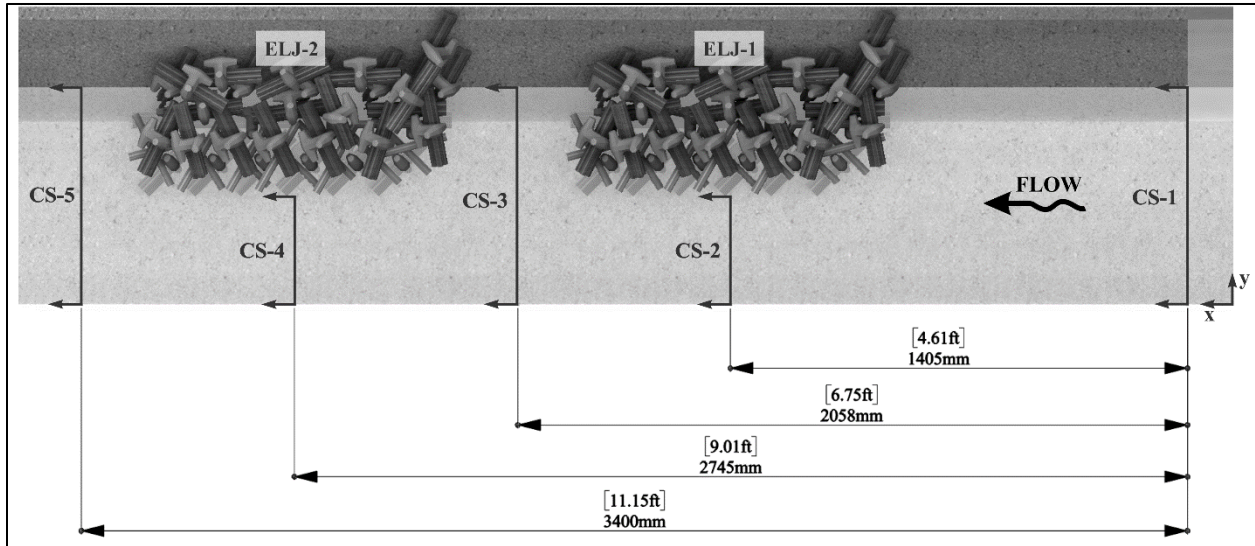 ELJ-2
ELJ-1
CS-5
CS-3
CS-1
FLOW
CS-4
CS-2
y
x
[4.61ft]
1405mm
[6.75ft]
2058mm
[9.01ft]
2745mm
[11.15ft]
3400mm